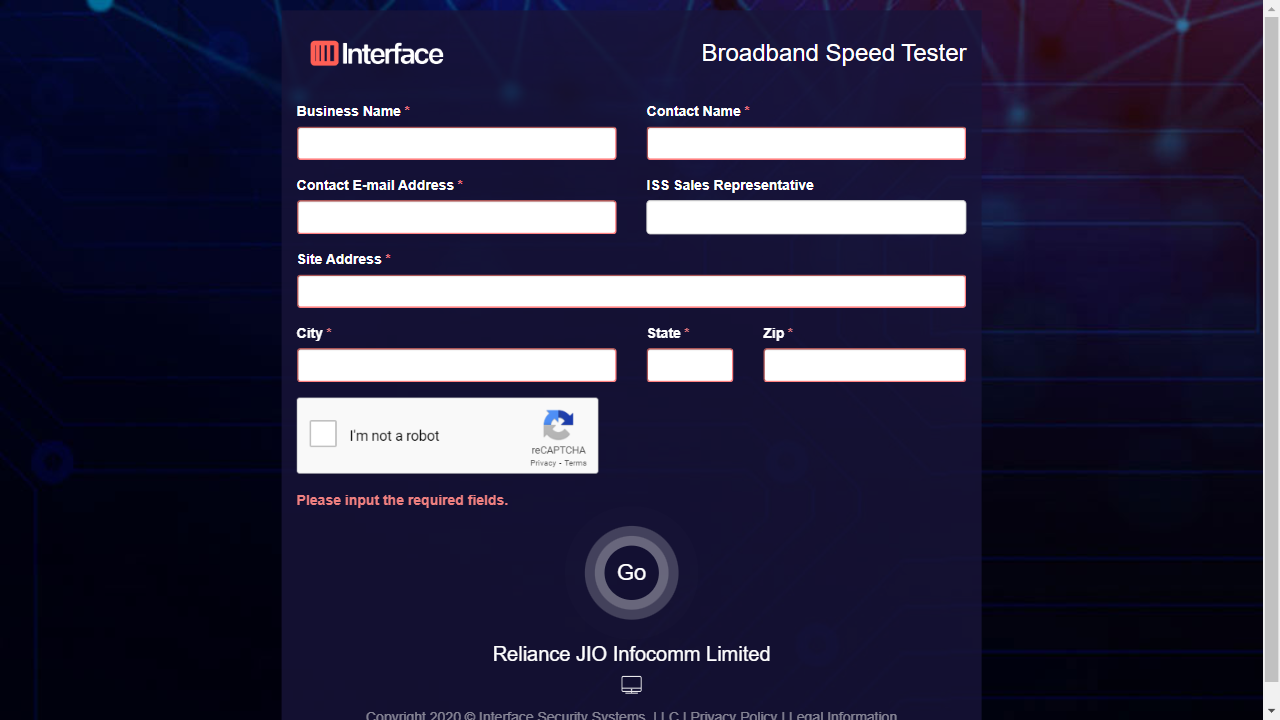 Interface
Broadband Speed Tester
Business Name *
Contact Name *
Contact E-mail Address *
ISS Sales Representative
Site Address *
City *
State *
Zip *
I'm not a robot
reCAPTCHA
Privacy - Terms
Please input the required fields.
Go
Reliance JIO Infocomm Limited
Copyright 2020 © Interface Security Systems, LLC | Privacy Policy | Legal Information